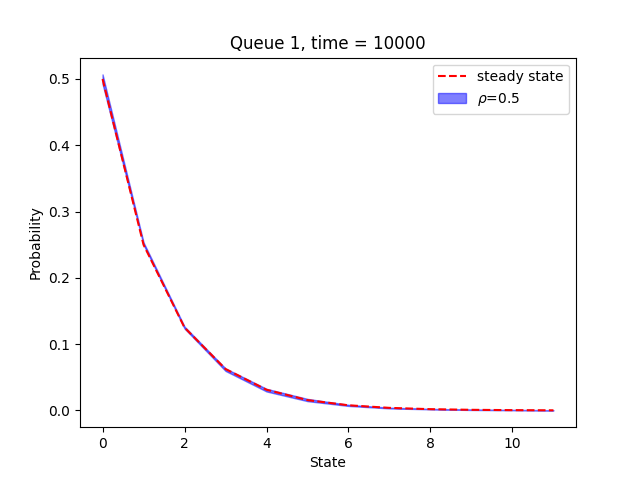 Queue 1, time = 10000
steady state
ρ=0.5
Probability
0.5
0.4
0.3
0.2
0.1
0.0
0 2 4 6 8 10
State